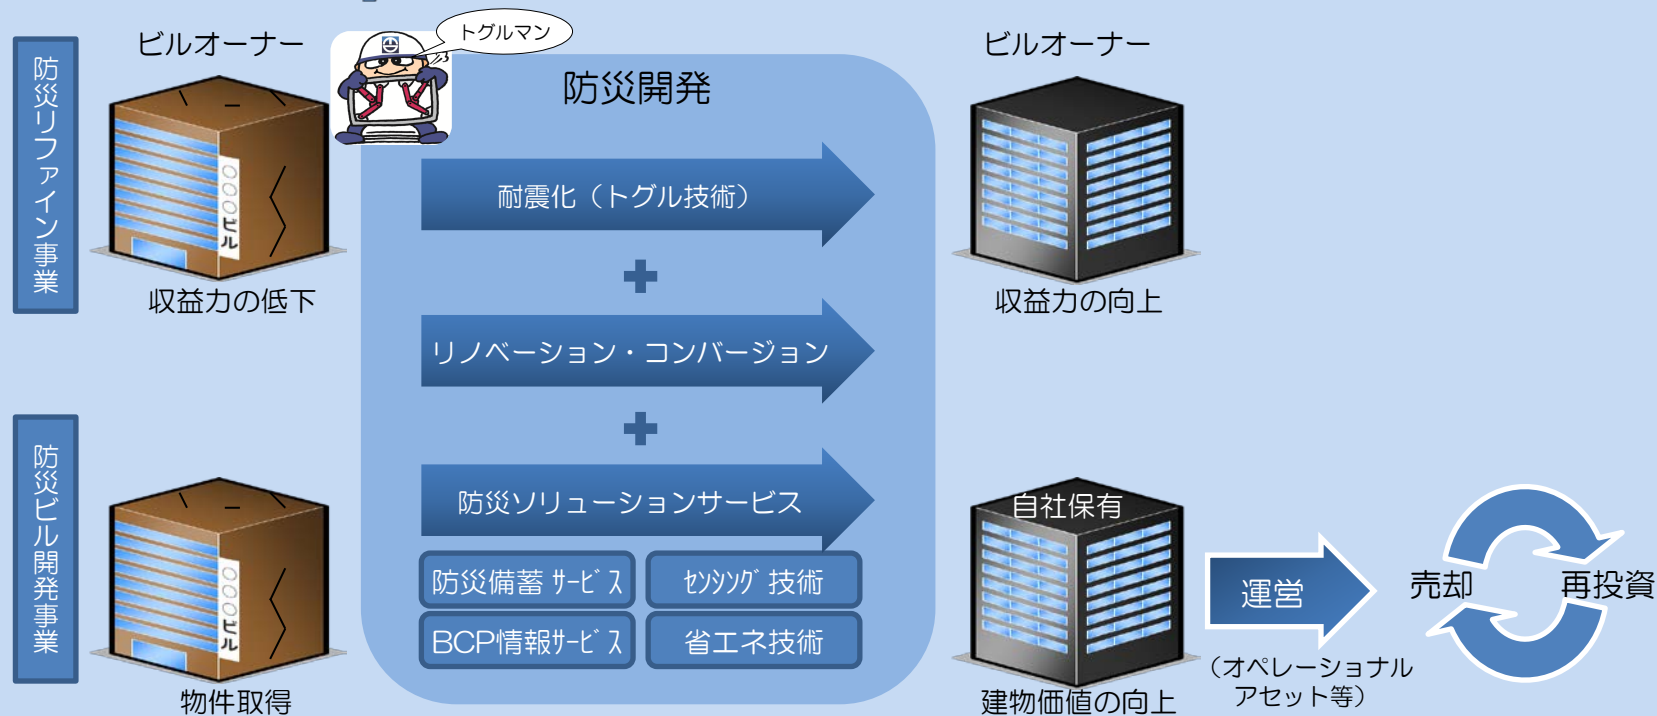 防災リファイン事業
ビルオーナー
〇〇〇ビル
収益力の低下
トグルマン
防災開発
耐震化（トグル技術）
＋
リノベーション・コンバージョン
＋
防災ソリューションサービス
防災備蓄 ｻｰﾋﾞｽ
ｾﾝｼﾝｸﾞ 技術
BCP情報ｻｰﾋﾞｽ
省エネ技術
ビルオーナー
収益力の向上
防災ビル開発事業
〇〇〇ビル
物件取得
自社保有
建物価値の向上
運営
（オペレーショナル
アセット等）
売却
再投資